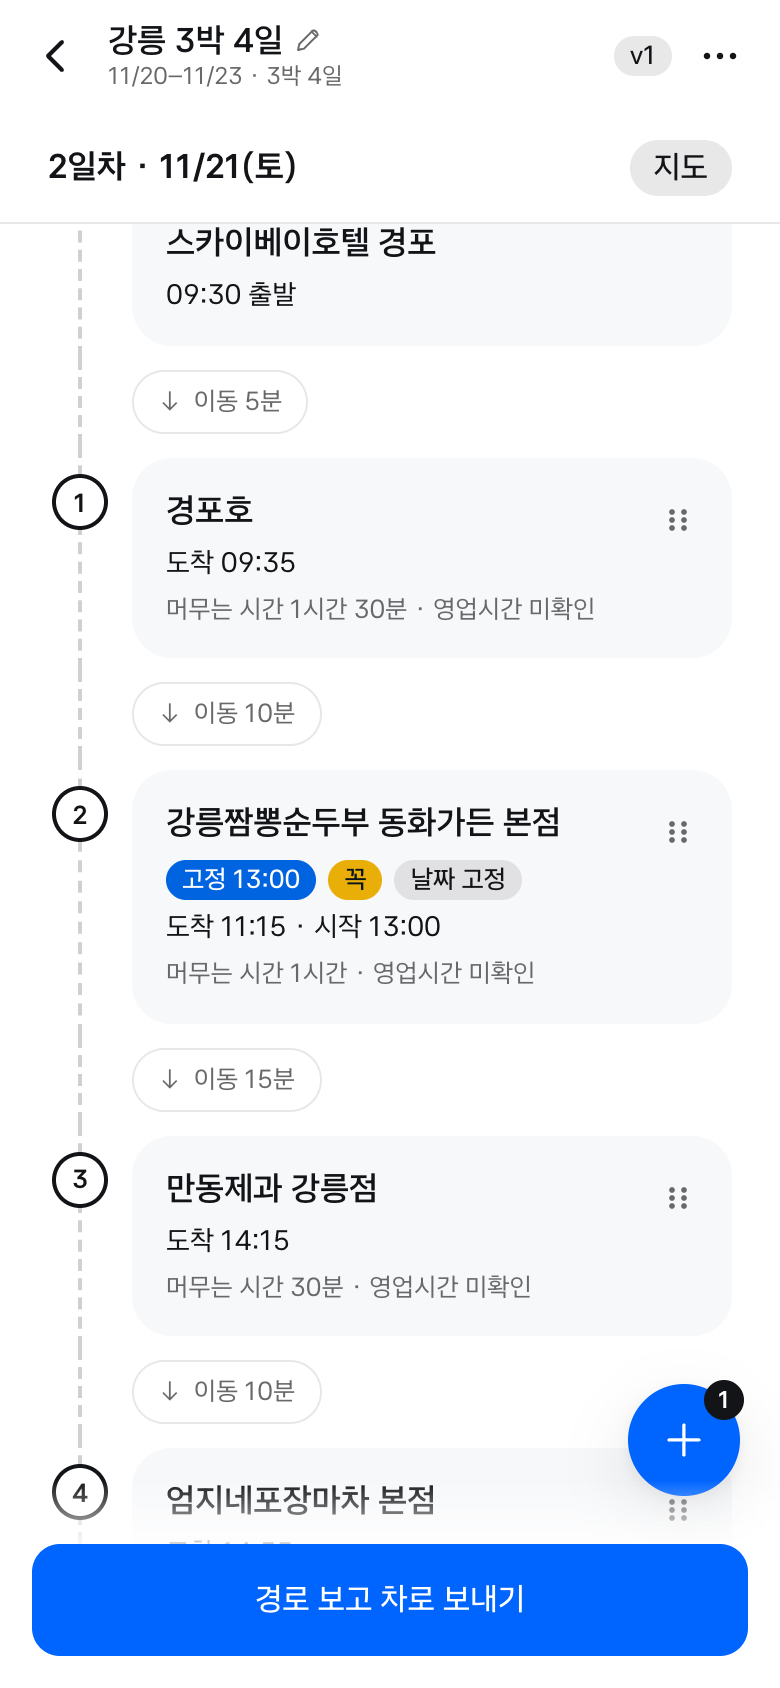 강릉 3박 4일
11/20–11/23 · 3박 4일
v1
2일차 · 11/21(토)
지도
스카이베이호텔 경포
09:30 출발
↓ 이동 5분
1
경포호
도착 09:35
머무는 시간 1시간 30분 · 영업시간 미확인
↓ 이동 10분
2
강릉짬뽕순두부 동화가든 본점
고정 13:00 꼭 날짜 고정
도착 11:15 · 시작 13:00
머무는 시간 1시간 · 영업시간 미확인
↓ 이동 15분
3
만동제과 강릉점
도착 14:15
머무는 시간 30분 · 영업시간 미확인
↓ 이동 10분
1
4
엄지네포장마차 본점
경로 보고 차로 보내기